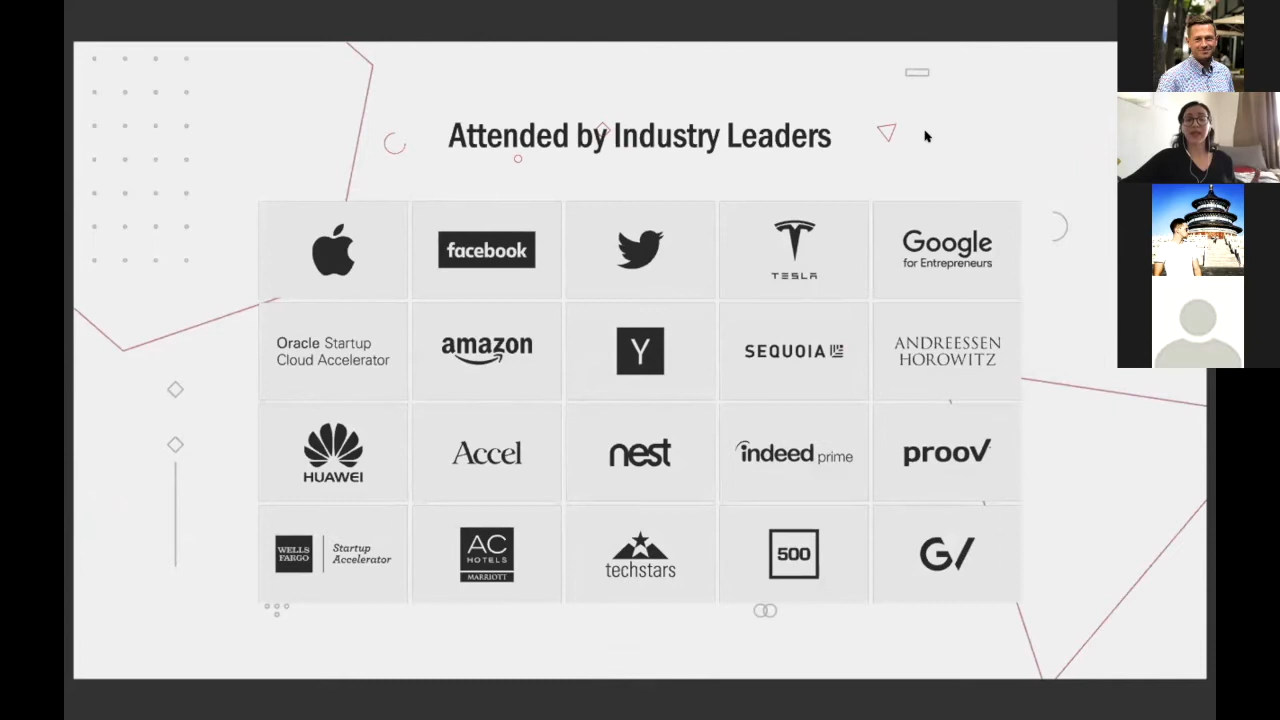 Attended by Industry Leaders
facebook
TESLA
Google
for Entrepreneurs
Oracle Startup
Cloud Accelerator
amazon
Y
SEQUOIA
ANDREESSEN
HOROWITZ
HUAWEI
Accel
nest
indeed prime
proov
WELLS
FARGO
Startup
Accelerator
AC
HOTELS
MARRIOTT
techstars
500
GV